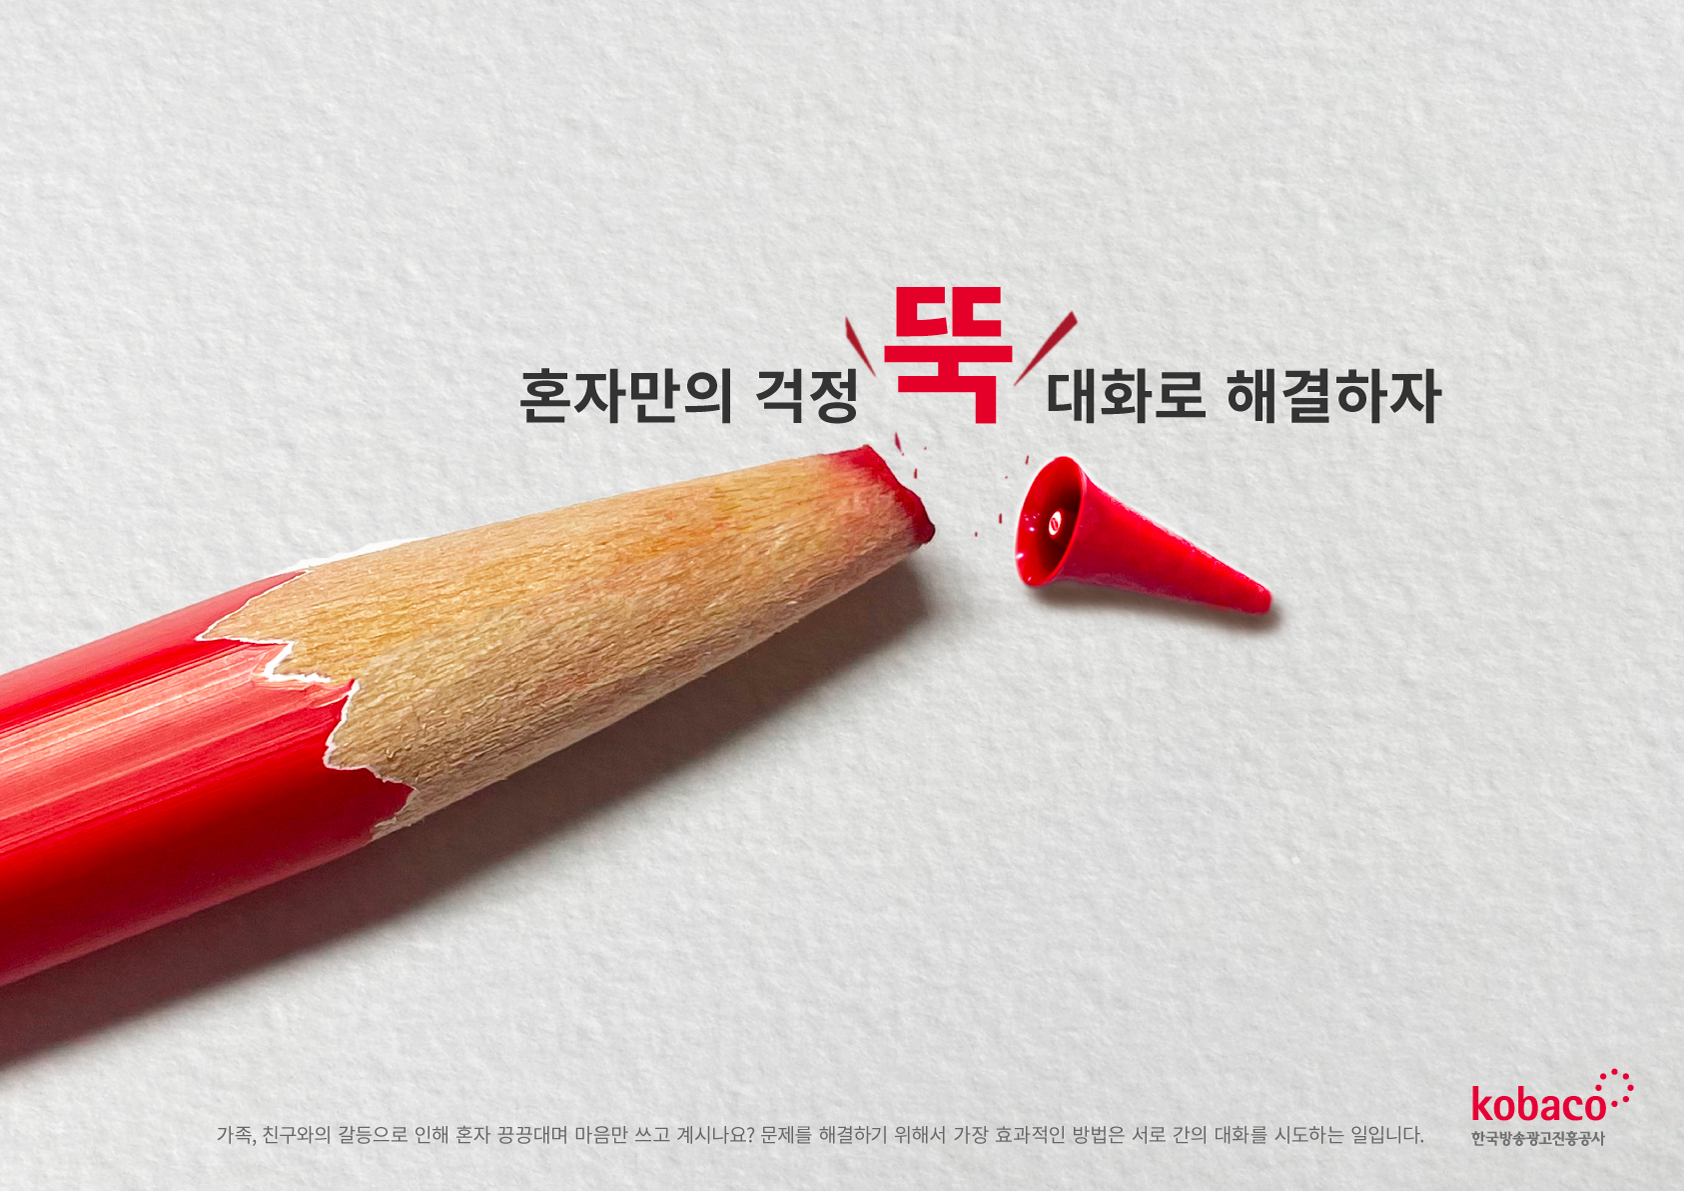 혼자만의 걱정 뚝 대화로 해결하자
가족, 친구와의 갈등으로 인해 혼자 끙끙대며 마음만 쓰고 계시나요? 문제를 해결하기 위해서 가장 효과적인 방법은 서로 간의 대화를 시도하는 일입니다.
kobaco
한국방송광고진흥공사